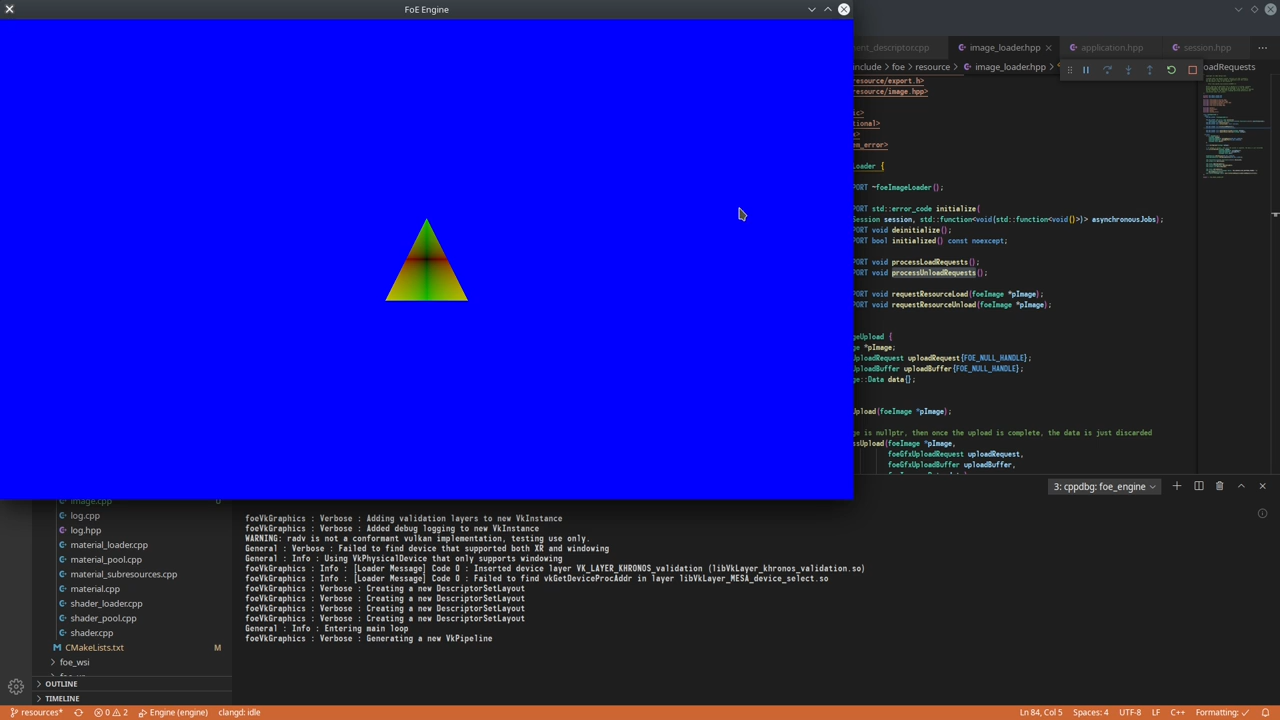 FoE Engine
ent_descriptor.cpp
image_loader.hpp
application.hpp
session.hpp
include > foe > resource > image_loader.hpp >
oadRequests
resource/export.h>
resource/image.hpp>
ic>
tional>
x>
em_error>
Loader {
PORT ~foeImageLoader();
PORT std::error_code initialize(
Session session, std::function<void(std::function<void()>)> asynchronousJobs);
PORT void deinitialize();
PORT bool initialized() const noexcept;
PORT void processLoadRequests();
PORT void processUnloadRequests();
PORT void requestResourceLoad(foeImage *pImage);
PORT void requestResourceUnload(foeImage *pImage);
geUpload {
ge *pImage;
UploadRequest uploadRequest{FOE_NULL_HANDLE};
UploadBuffer uploadBuffer{FOE_NULL_HANDLE};
ge::Data data{};
Upload(foeImage *pImage);
ge is nullptr, then once the upload is complete, the data is just discarded
ssUpload(foeImage *pImage,
foeGfxUploadRequest uploadRequest,
foeGfxUploadBuffer uploadBuffer,
3: cppdbg: foe_engine
image.cpp
U
log.cpp
log.hpp
material_loader.cpp
material_pool.cpp
material_subresources.cpp
material.cpp
shader_loader.cpp
shader_pool.cpp
shader.cpp
CMakeLists.txt M
foe_wsi
OUTLINE
TIMELINE
foeVkGraphics : Verbose : Adding validation layers to new VkInstance
foeVkGraphics : Verbose : Added debug logging to new VkInstance
WARNING: radv is not a conformant vulkan implementation, testing use only.
General : Verbose : Failed to find device that supported both XR and windowing
General : Info : Using VkPhysicalDevice that only supports windowing
foeVkGraphics : Info : [Loader Message] Code 0 : Inserted device layer VK_LAYER_KHRONOS_validation (libVkLayer_khronos_validation.so)
foeVkGraphics : Info : [Loader Message] Code 0 : Failed to find vkGetDeviceProcAddr in layer libVkLayer_MESA_device_select.so
foeVkGraphics : Verbose : Creating a new DescriptorSetLayout
foeVkGraphics : Verbose : Creating a new DescriptorSetLayout
foeVkGraphics : Verbose : Creating a new DescriptorSetLayout
foeVkGraphics : Verbose : Creating a new DescriptorSetLayout
General : Info : Entering main loop
foeVkGraphics : Verbose : Generating a new VkPipeline
resources* 0 2 Engine (engine) clangd: idle Ln 84, Col 5 Spaces: 4 UTF-8 LF C++ Formatting: ✓